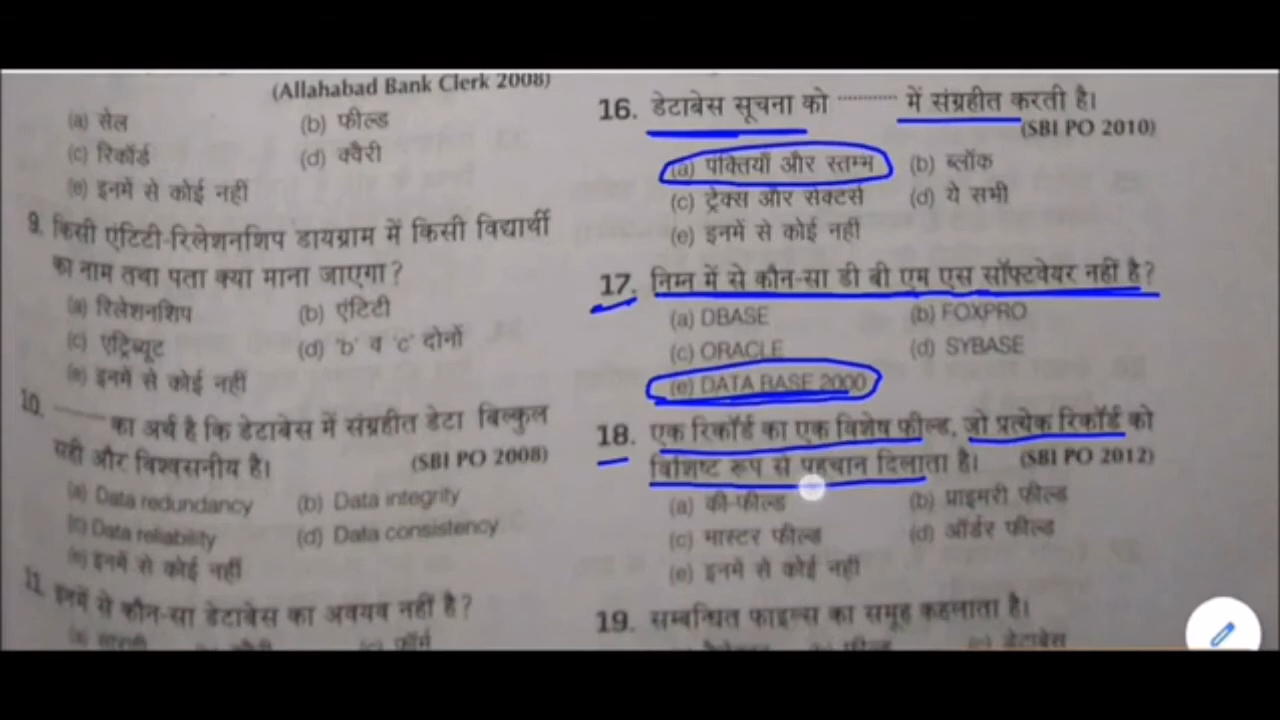 (Allahabad Bank Clerk 2008)
(a) सेल (b) फील्ड
(c) रिकॉर्ड (d) क्वैरी
(e) इनमें से कोई नहीं
9. किसी एंटिटी-रिलेशनशिप डायग्राम में किसी विद्यार्थी
का नाम तथा पता क्या माना जाएगा?
(a) रिलेशनशिप (b) एंटिटी
(c) एट्रिब्यूट (d) 'b' व 'c' दोनों
(e) इनमें से कोई नहीं
10. ——— का अर्थ है कि डेटाबेस में संग्रहीत डेटा बिल्कुल
सही और विश्वसनीय है। (SBI PO 2008)
(a) Data redundancy (b) Data integrity
(c) Data reliability (d) Data consistency
(e) इनमें से कोई नहीं
11. इनमें से कौन-सा डेटाबेस का अवयव नहीं है?
(c) फॉर्म
16. डेटाबेस सूचना को ............ में संग्रहीत करती है।
(SBI PO 2010)
(a) पंक्तियाँ और स्तम्भ (b) ब्लॉक
(c) ट्रेक्स और सेक्टर्स (d) ये सभी
(e) इनमें से कोई नहीं
17. निम्न में से कौन-सा डी बी एम एस सॉफ्टवेयर नहीं है?
(a) DBASE (b) FOXPRO
(c) ORACLE (d) SYBASE
(e) DATA BASE 2000
18. एक रिकॉर्ड का एक विशेष फील्ड, जो प्रत्येक रिकॉर्ड को
विशिष्ट रूप से पहचान दिलाता है। (SBI PO 2012)
(a) की-फील्ड (b) प्राइमरी फील्ड
(c) मास्टर फील्ड (d) ऑर्डर फील्ड
(e) इनमें से कोई नहीं
19. सम्बन्धित फाइल्स का समूह कहलाता है।
(b) फील्ड (c) डेटाबेस